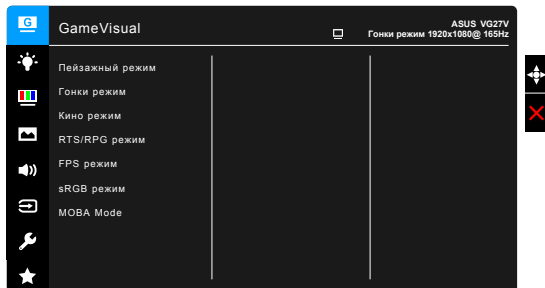 G
GameVisual
ASUS VG27V
Гонки режим 1920x1080@ 165Hz
Пейзажный режим
Гонки режим
Кино режим
RTS/RPG режим
FPS режим
sRGB режим
MOBA Mode